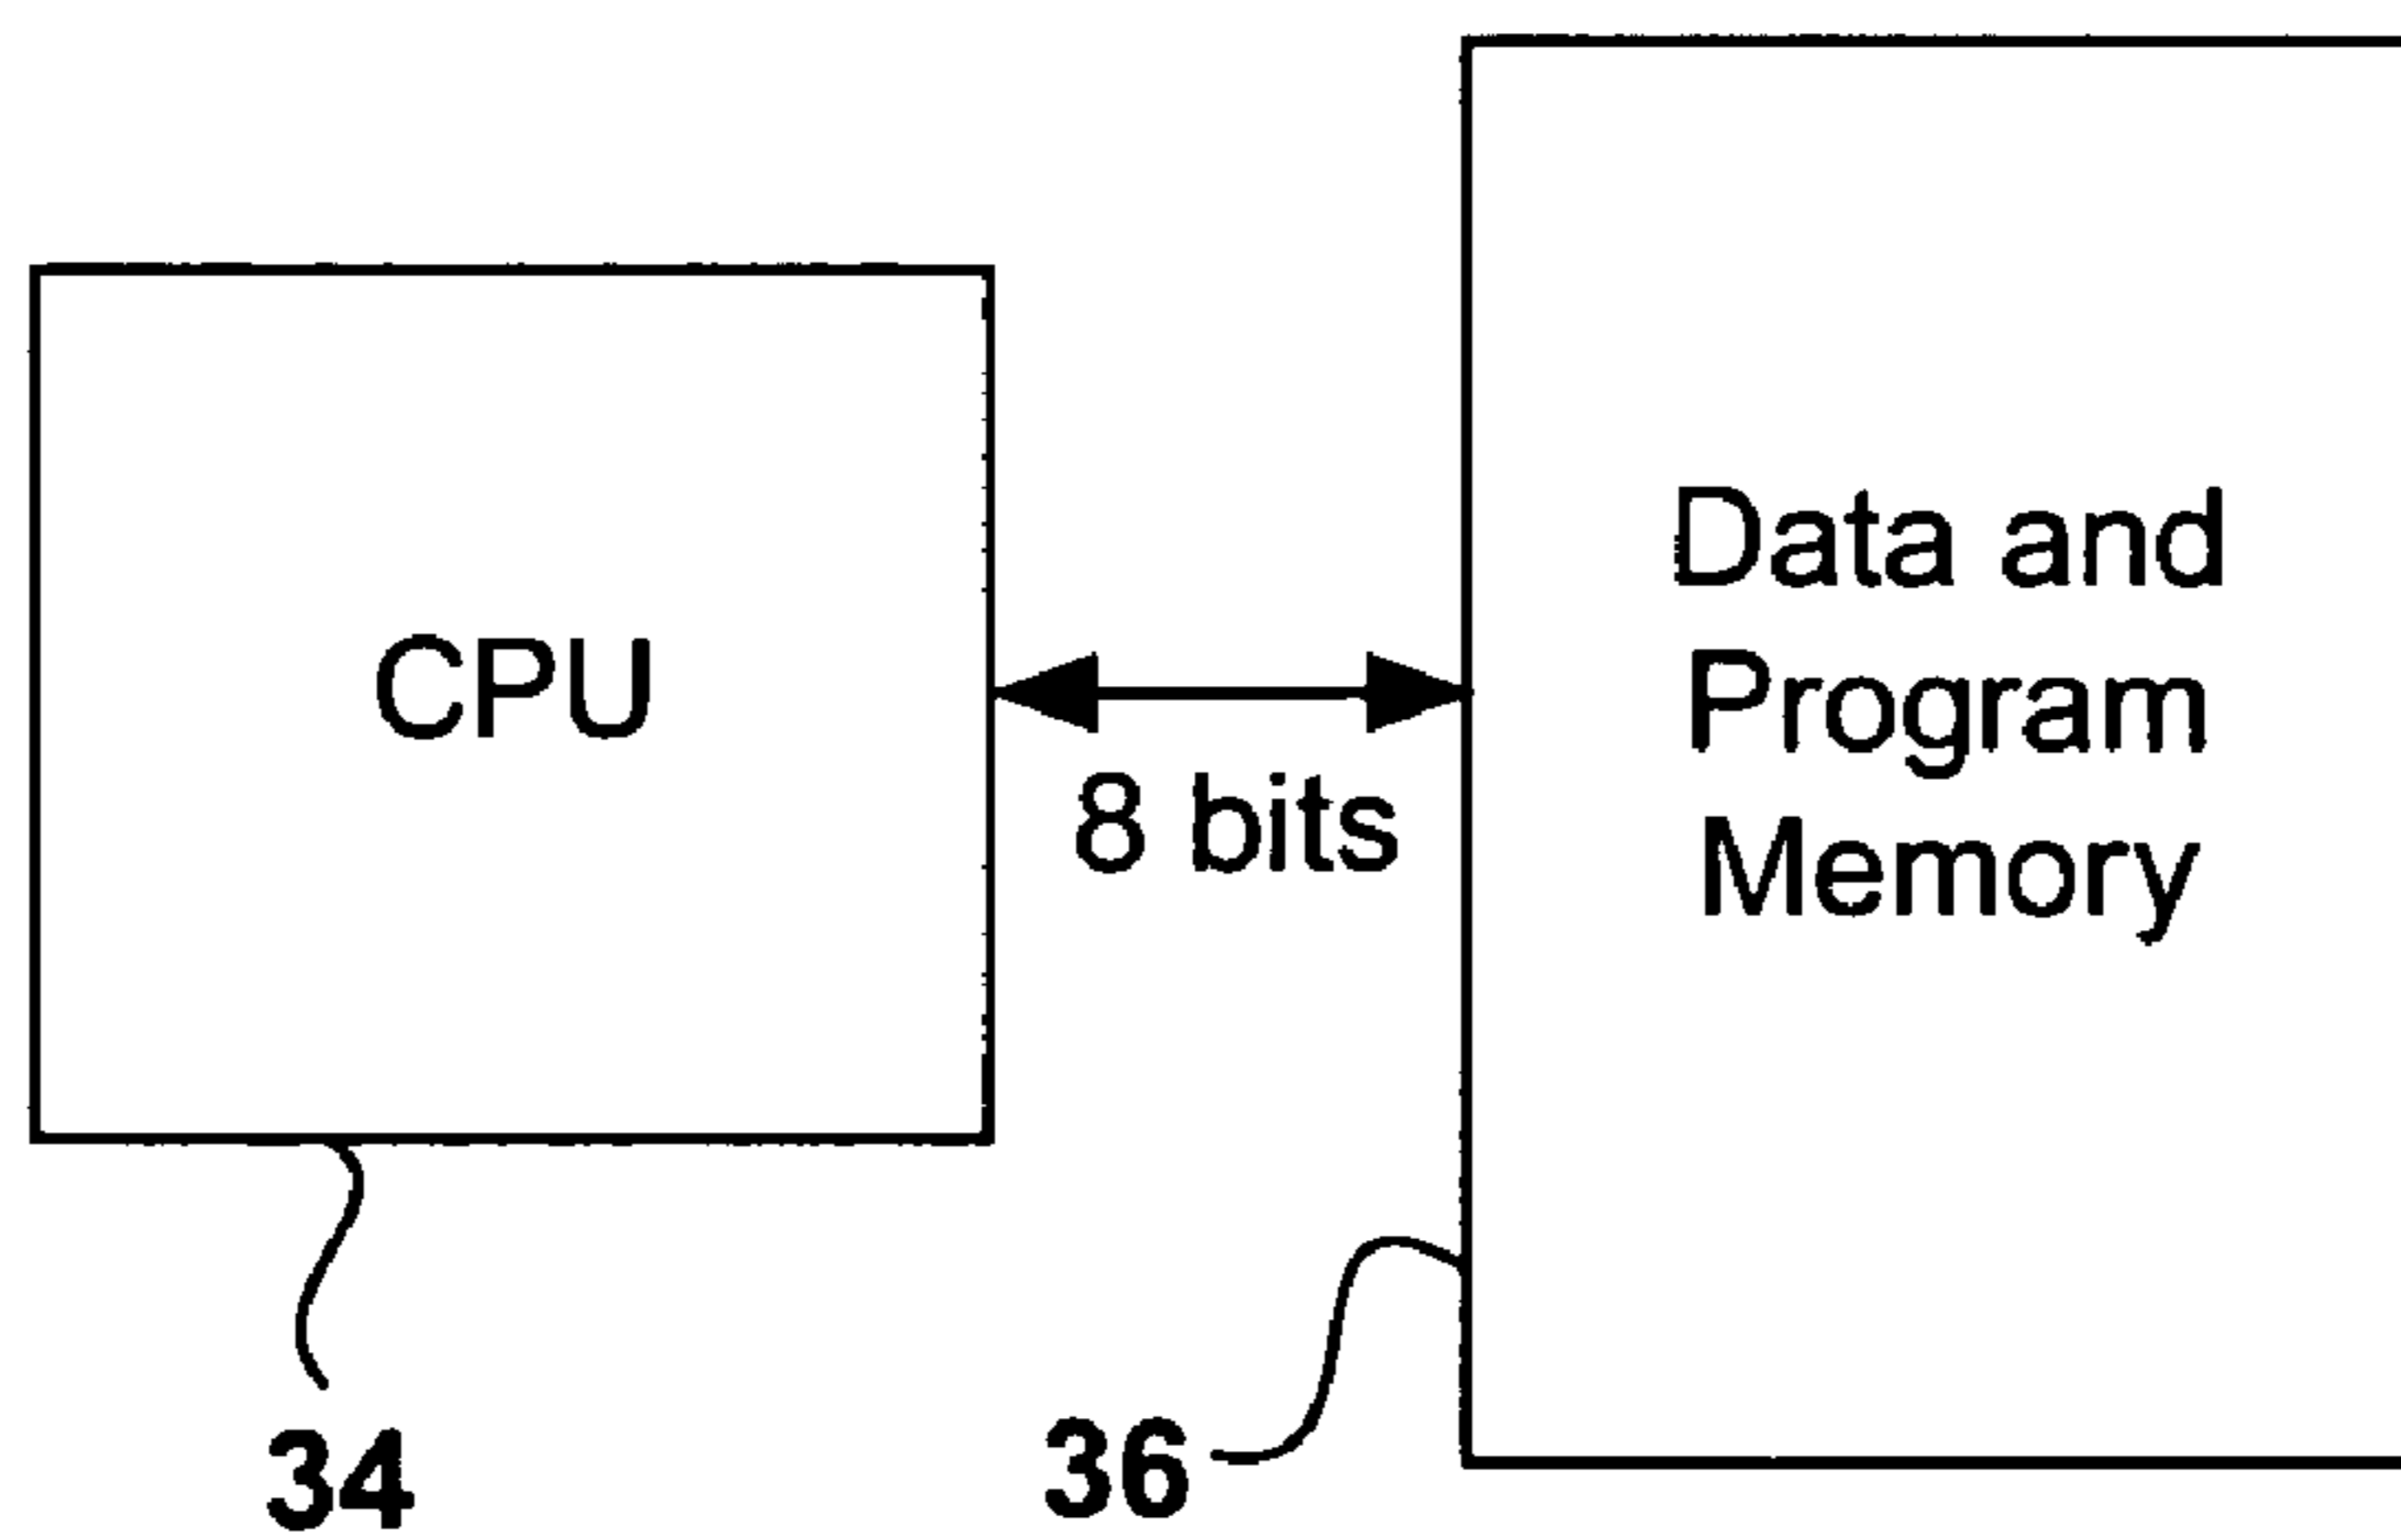 CPU
8 bits
Data and
Program
Memory
34
36